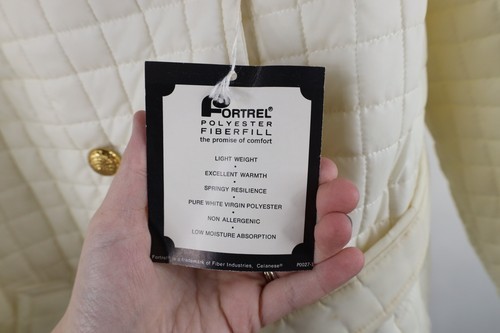 FORTREL®
POLYESTER
FIBERFILL
the promise of comfort
LIGHT WEIGHT
•
EXCELLENT WARMTH
•
SPRINGY RESILIENCE
•
PURE WHITE VIRGIN POLYESTER
•
NON ALLERGENIC
•
LOW MOISTURE ABSORPTION
Fortrel® is a trademark of Fiber Industries, Celanese®